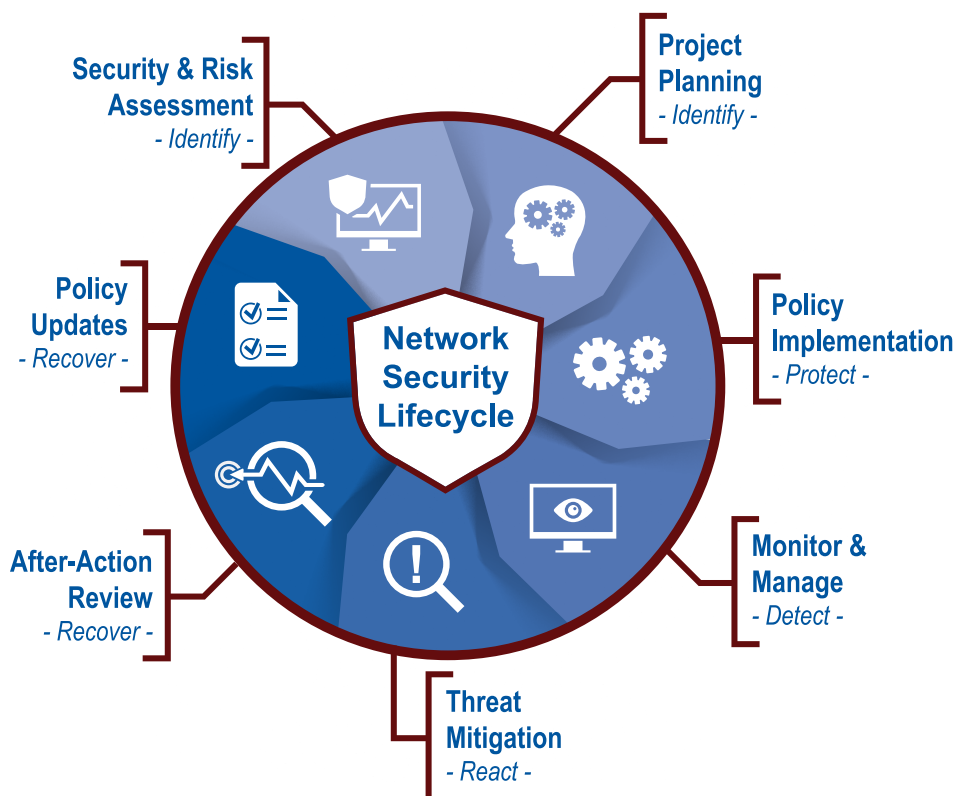 Security & Risk
Assessment
- Identify -
Project
Planning
- Identify -
Policy
Updates
- Recover -
Network
Security
Lifecycle
Policy
Implementation
- Protect -
After-Action
Review
- Recover -
Monitor &
Manage
- Detect -
Threat
Mitigation
- React -